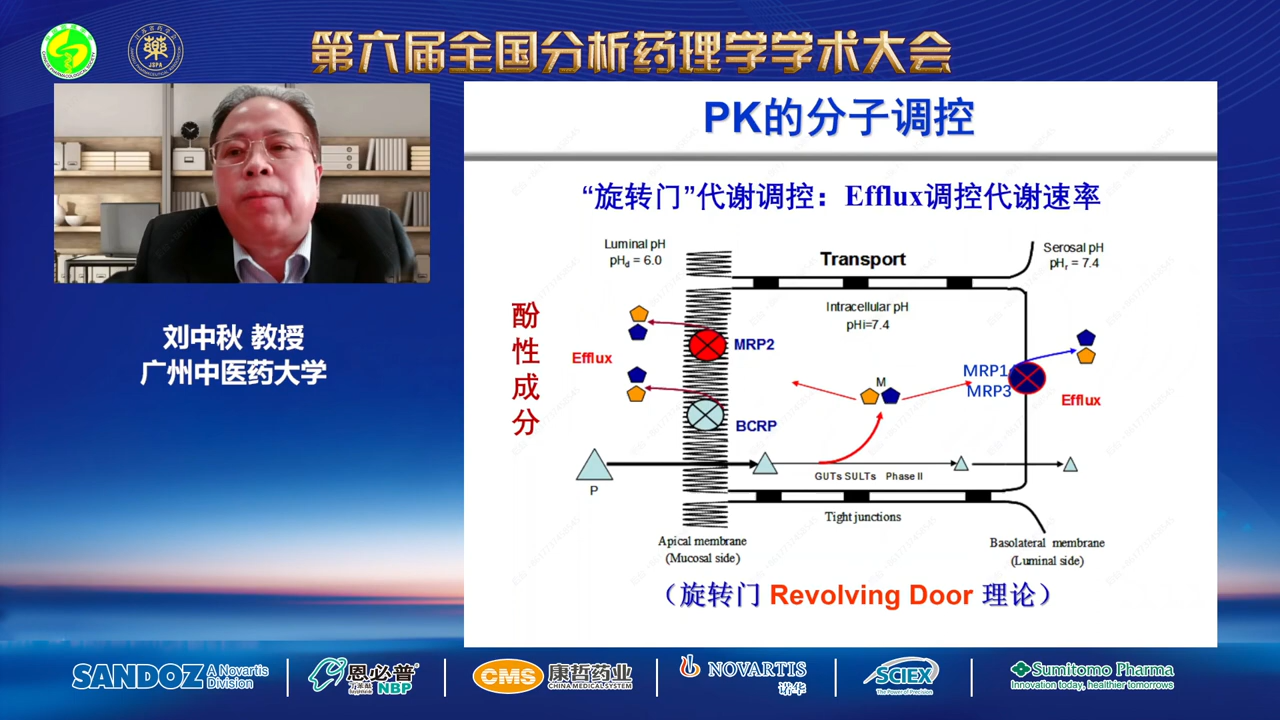 第六届全国分析药理学学术大会
JSPA
刘中秋 教授
广州中医药大学
PK的分子调控
“旋转门”代谢调控：Efflux调控代谢速率
Luminal pH
pHd = 6.0
Transport
Serosal pH
pHr = 7.4
Intracellular pH
pHi=7.4
酚性成分
Efflux
MRP2
BCRP
M
MRP1
MRP3
Efflux
P
GUTs SULTs Phase II
Tight junctions
Apical membrane
(Mucosal side)
Basolateral membrane
(Luminal side)
（旋转门 Revolving Door 理论）
SANDOZ A Novartis Division
恩必普 NBP
CMS 康哲药业
CHINA MEDICAL SYSTEM
NOVARTIS
诺华
SCIEX
The Power of Precision
Sumitomo Pharma
Innovation today, healthier tomorrows